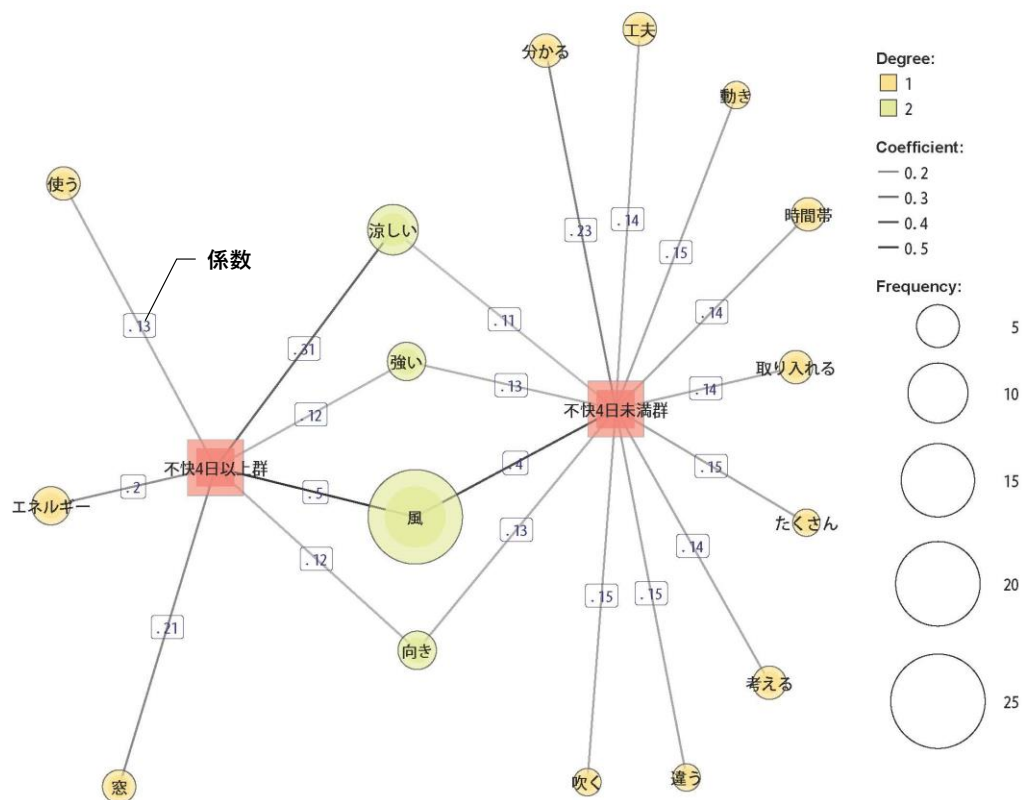 工夫
分かる
動き
使う
時間帯
涼しい
.23
.14
.15
係数
.14
.13
.11
.31
強い
取り入れる
.13
.14
.12
不快4日未満群
不快4日以上群
.4
.15
.2
.5
エネルギー
風
たくさん
.13
.14
.12
.15
.15
.21
向き
考える
窓
吹く
違う
Degree:
1
2
Coefficient:
0.2
0.3
0.4
0.5
Frequency:
5
10
15
20
25